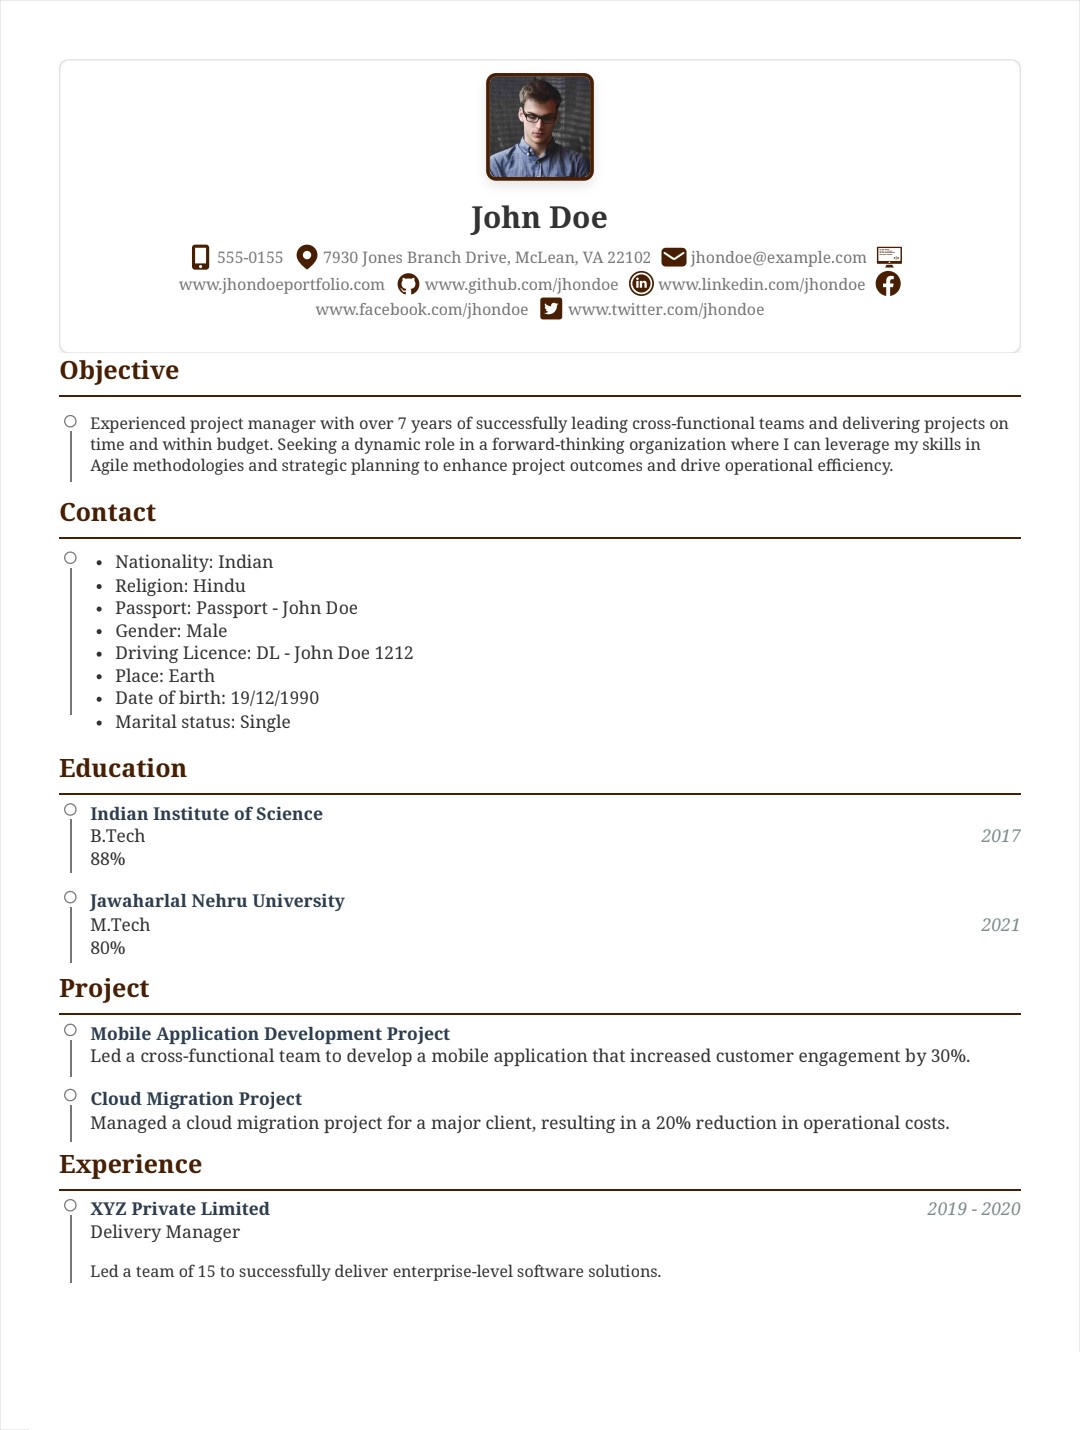 John Doe
555-0155 7930 Jones Branch Drive, McLean, VA 22102 jhondoe@example.com
www.jhondoeportfolio.com www.github.com/jhondoe www.linkedin.com/jhondoe
www.facebook.com/jhondoe www.twitter.com/jhondoe
Objective
Experienced project manager with over 7 years of successfully leading cross-functional teams and delivering projects on
time and within budget. Seeking a dynamic role in a forward-thinking organization where I can leverage my skills in
Agile methodologies and strategic planning to enhance project outcomes and drive operational efficiency.
Contact
• Nationality: Indian
• Religion: Hindu
• Passport: Passport - John Doe
• Gender: Male
• Driving Licence: DL - John Doe 1212
• Place: Earth
• Date of birth: 19/12/1990
• Marital status: Single
Education
Indian Institute of Science
B.Tech 2017
88%
Jawaharlal Nehru University
M.Tech 2021
80%
Project
Mobile Application Development Project
Led a cross-functional team to develop a mobile application that increased customer engagement by 30%.
Cloud Migration Project
Managed a cloud migration project for a major client, resulting in a 20% reduction in operational costs.
Experience
XYZ Private Limited 2019 - 2020
Delivery Manager
Led a team of 15 to successfully deliver enterprise-level software solutions.